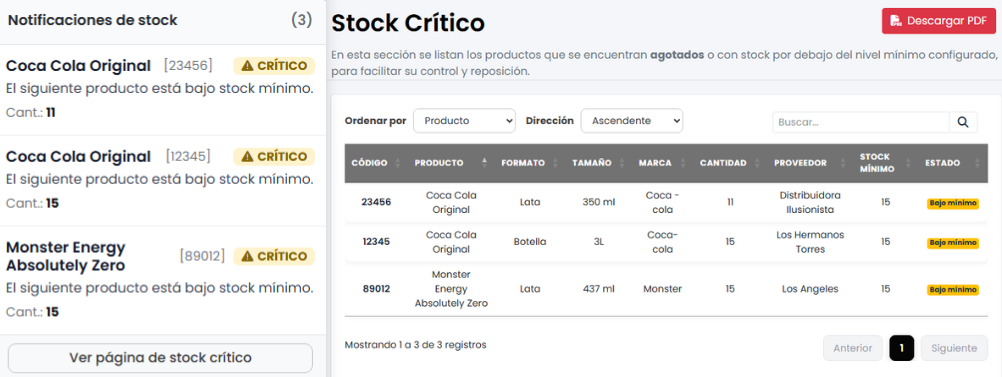 Notificaciones de stock (3)
Coca Cola Original [23456] CRÍTICO
El siguiente producto está bajo stock mínimo.
Cant.: 11
Coca Cola Original [12345] CRÍTICO
El siguiente producto está bajo stock mínimo.
Cant.: 15
Monster Energy
Absolutely Zero [89012] CRÍTICO
El siguiente producto está bajo stock mínimo.
Cant.: 15
Ver página de stock crítico
Stock Crítico Descargar PDF
En esta sección se listan los productos que se encuentran agotados o con stock por debajo del nivel mínimo configurado,
para facilitar su control y reposición.
Ordenar por Producto Dirección Ascendente Buscar...
CÓDIGO PRODUCTO FORMATO TAMAÑO MARCA CANTIDAD PROVEEDOR STOCK MÍNIMO ESTADO
23456 Coca Cola Original Lata 350 ml Coca - cola 11 Distribuidora Ilusionista 15 Bajo mínimo
12345 Coca Cola Original Botella 3L Coca- cola 15 Los Hermanos Torres 15 Bajo mínimo
89012 Monster Energy Absolutely Zero Lata 437 ml Monster 15 Los Angeles 15 Bajo mínimo
Mostrando 1 a 3 de 3 registros
Anterior 1 Siguiente